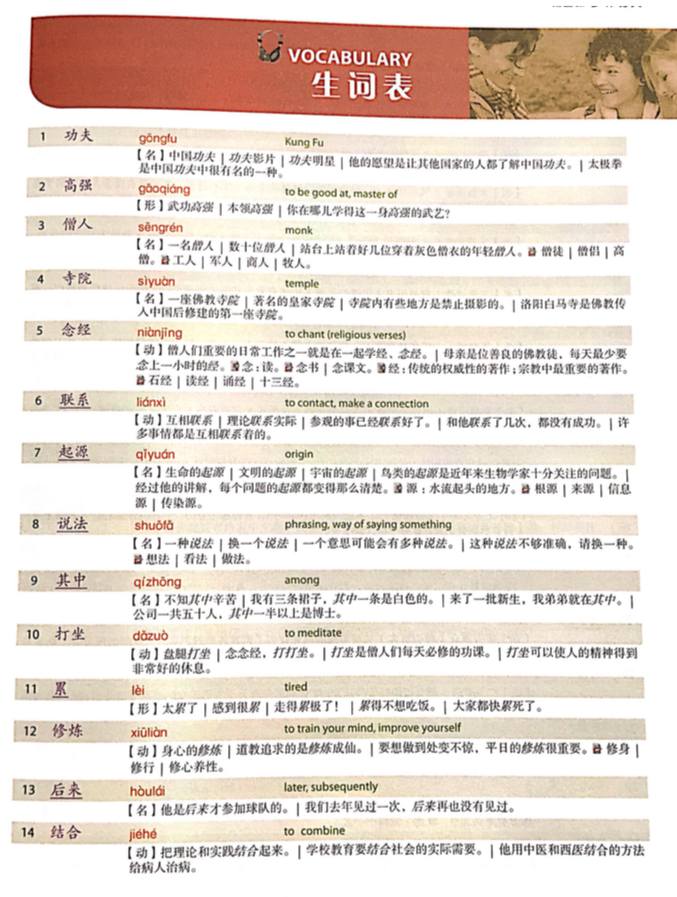 VOCABULARY
生词表
1 功夫 gōngfu Kung Fu
【名】中国功夫 | 功夫影片 | 功夫明星 | 他的愿望是让其他国家的人都了解中国功夫。 | 太极拳
是中国功夫中很有名的一种。
2 高强 gāoqiáng to be good at, master of
【形】武功高强 | 本领高强 | 你在哪儿学得这一身高强的武艺?
3 僧人 sēngrén monk
【名】一名僧人 | 数十位僧人 | 站台上站着好几位穿着灰色僧衣的年轻僧人。 僧徒 | 僧侣 | 高
僧。 工人 | 军人 | 商人 | 牧人。
4 寺院 sìyuàn temple
【名】一座佛教寺院 | 著名的皇家寺院 | 寺院内有些地方是禁止摄影的。 | 洛阳白马寺是佛教传
入中国后修建的第一座寺院。
5 念经 niànjīng to chant (religious verses)
【动】僧人们重要的日常工作之一就是在一起学经、念经。 | 母亲是位善良的佛教徒，每天最少要
念上一小时的经。 念：读。 念书 | 念课文。 经：传统的权威性的著作；宗教中最重要的著作。
石经 | 读经 | 诵经 | 十三经。
6 联系 liánxì to contact, make a connection
【动】互相联系 | 理论联系实际 | 参观的事已经联系好了。 | 和他联系了几次，都没有成功。 | 许
多事情都是互相联系着的。
7 起源 qǐyuán origin
【名】生命的起源 | 文明的起源 | 宇宙的起源 | 鸟类的起源是近年来生物学家十分关注的问题。 |
经过他的讲解，每个问题的起源都变得那么清楚。 源：水流起头的地方。 根源 | 来源 | 信息
源 | 传染源。
8 说法 shuōfǎ phrasing, way of saying something
【名】一种说法 | 换一个说法 | 一个意思可能会有多种说法。 | 这种说法不够准确，请换一种。
想法 | 看法 | 做法。
9 其中 qízhōng among
【名】不知其中辛苦 | 我有三条裙子，其中一条是白色的。 | 来了一批新生，我弟弟就在其中。 |
公司一共五十人，其中一半以上是博士。
10 打坐 dǎzuò to meditate
【动】盘腿打坐 | 念念经，打打坐。 | 打坐是僧人们每天必修的功课。 | 打坐可以使人的精神得到
非常好的休息。
11 累 lèi tired
【形】太累了 | 感到很累 | 走得累极了！ | 累得不想吃饭。 | 大家都快累死了。
12 修炼 xiūliàn to train your mind, improve yourself
【动】身心的修炼 | 道教追求的是修炼成仙。 | 要想做到处变不惊，平日的修炼很重要。 修身 |
修行 | 修心养性。
13 后来 hòulái later, subsequently
【名】他是后来才参加球队的。 | 我们去年见过一次，后来再也没有见过。
14 结合 jiéhé to combine
【动】把理论和实践结合起来。 | 学校教育要结合社会的实际需要。 | 他用中医和西医结合的方法
给病人治病。